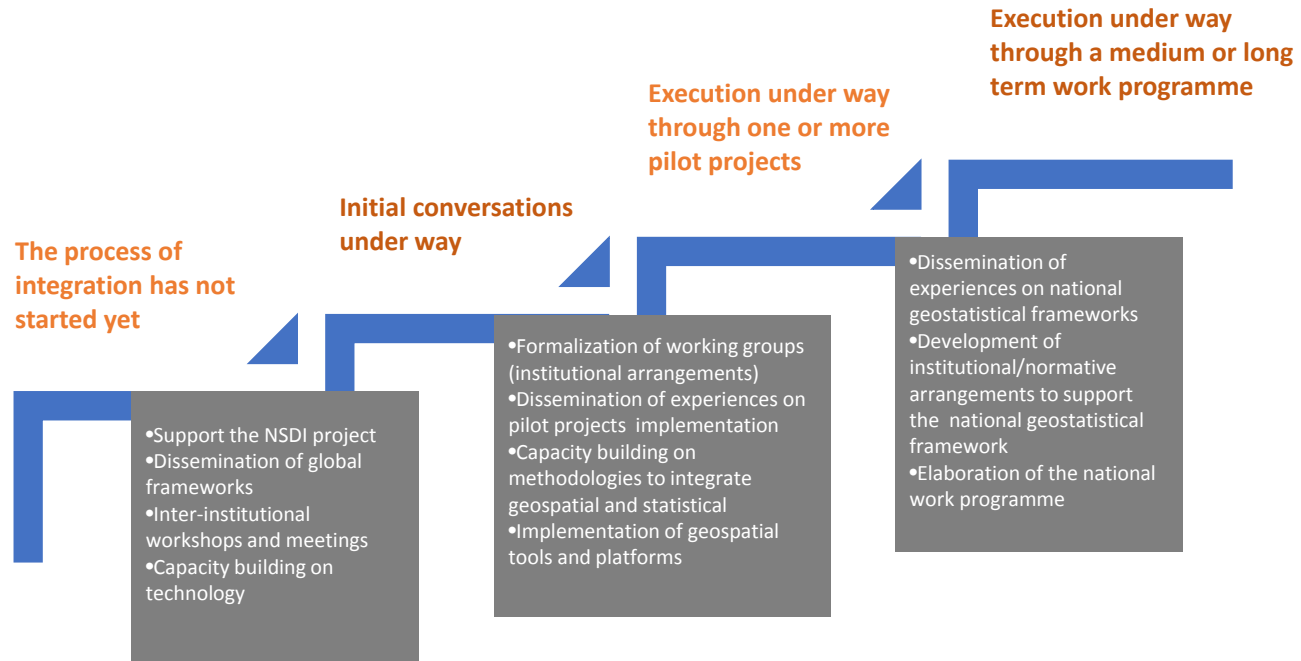 The process of
integration has not
started yet
Initial conversations
under way
Execution under way
through one or more
pilot projects
Execution under way
through a medium or long
term work programme
•Support the NSDI project
•Dissemination of global
frameworks
•Inter-institutional
workshops and meetings
•Capacity building on
technology
•Formalization of working groups
(institutional arrangements)
•Dissemination of experiences on
pilot projects implementation
•Capacity building on
methodologies to integrate
geospatial and statistical
•Implementation of geospatial
tools and platforms
•Dissemination of
experiences on national
geostatistical frameworks
•Development of
institutional/normative
arrangements to support
the national geostatistical
framework
•Elaboration of the national
work programme